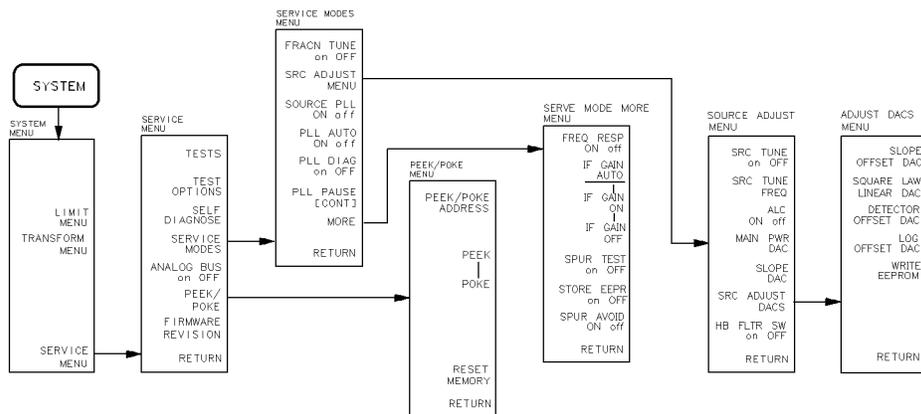 SYSTEM
SYSTEM
MENU
LIMIT
MENU
TRANSFORM
MENU
SERVICE
MENU
SERVICE
MENU
TESTS
TEST
OPTIONS
SELF
DIAGNOSE
SERVICE
MODES
ANALOG BUS
on OFF
PEEK/
POKE
FIRMWARE
REVISION
RETURN
SERVICE MODES
MENU
FRACN TUNE
on OFF
SRC ADJUST
MENU
SOURCE PLL
ON off
PLL AUTO
ON off
PLL DIAG
on OFF
PLL PAUSE
[CONT]
MORE
RETURN
PEEK/POKE
MENU
PEEK/POKE
ADDRESS
PEEK
POKE
RESET
MEMORY
RETURN
SERVE MODE MORE
MENU
FREQ RESP
ON off
IF GAIN
AUTO
IF GAIN
ON
IF GAIN
OFF
SPUR TEST
on OFF
STORE EEPR
on OFF
SPUR AVOID
ON off
RETURN
SOURCE ADJUST
MENU
SRC TUNE
on OFF
SRC TUNE
FREQ
ALC
ON off
MAIN PWR
DAC
SLOPE
DAC
SRC ADJUST
DACS
HB FLTR SW
on OFF
RETURN
ADJUST DACS
MENU
SLOPE
OFFSET DAC
SQUARE LAW
LINEAR DAC
DETECTOR
OFFSET DAC
LOG
OFFSET DAC
WRITE
EEPROM
RETURN